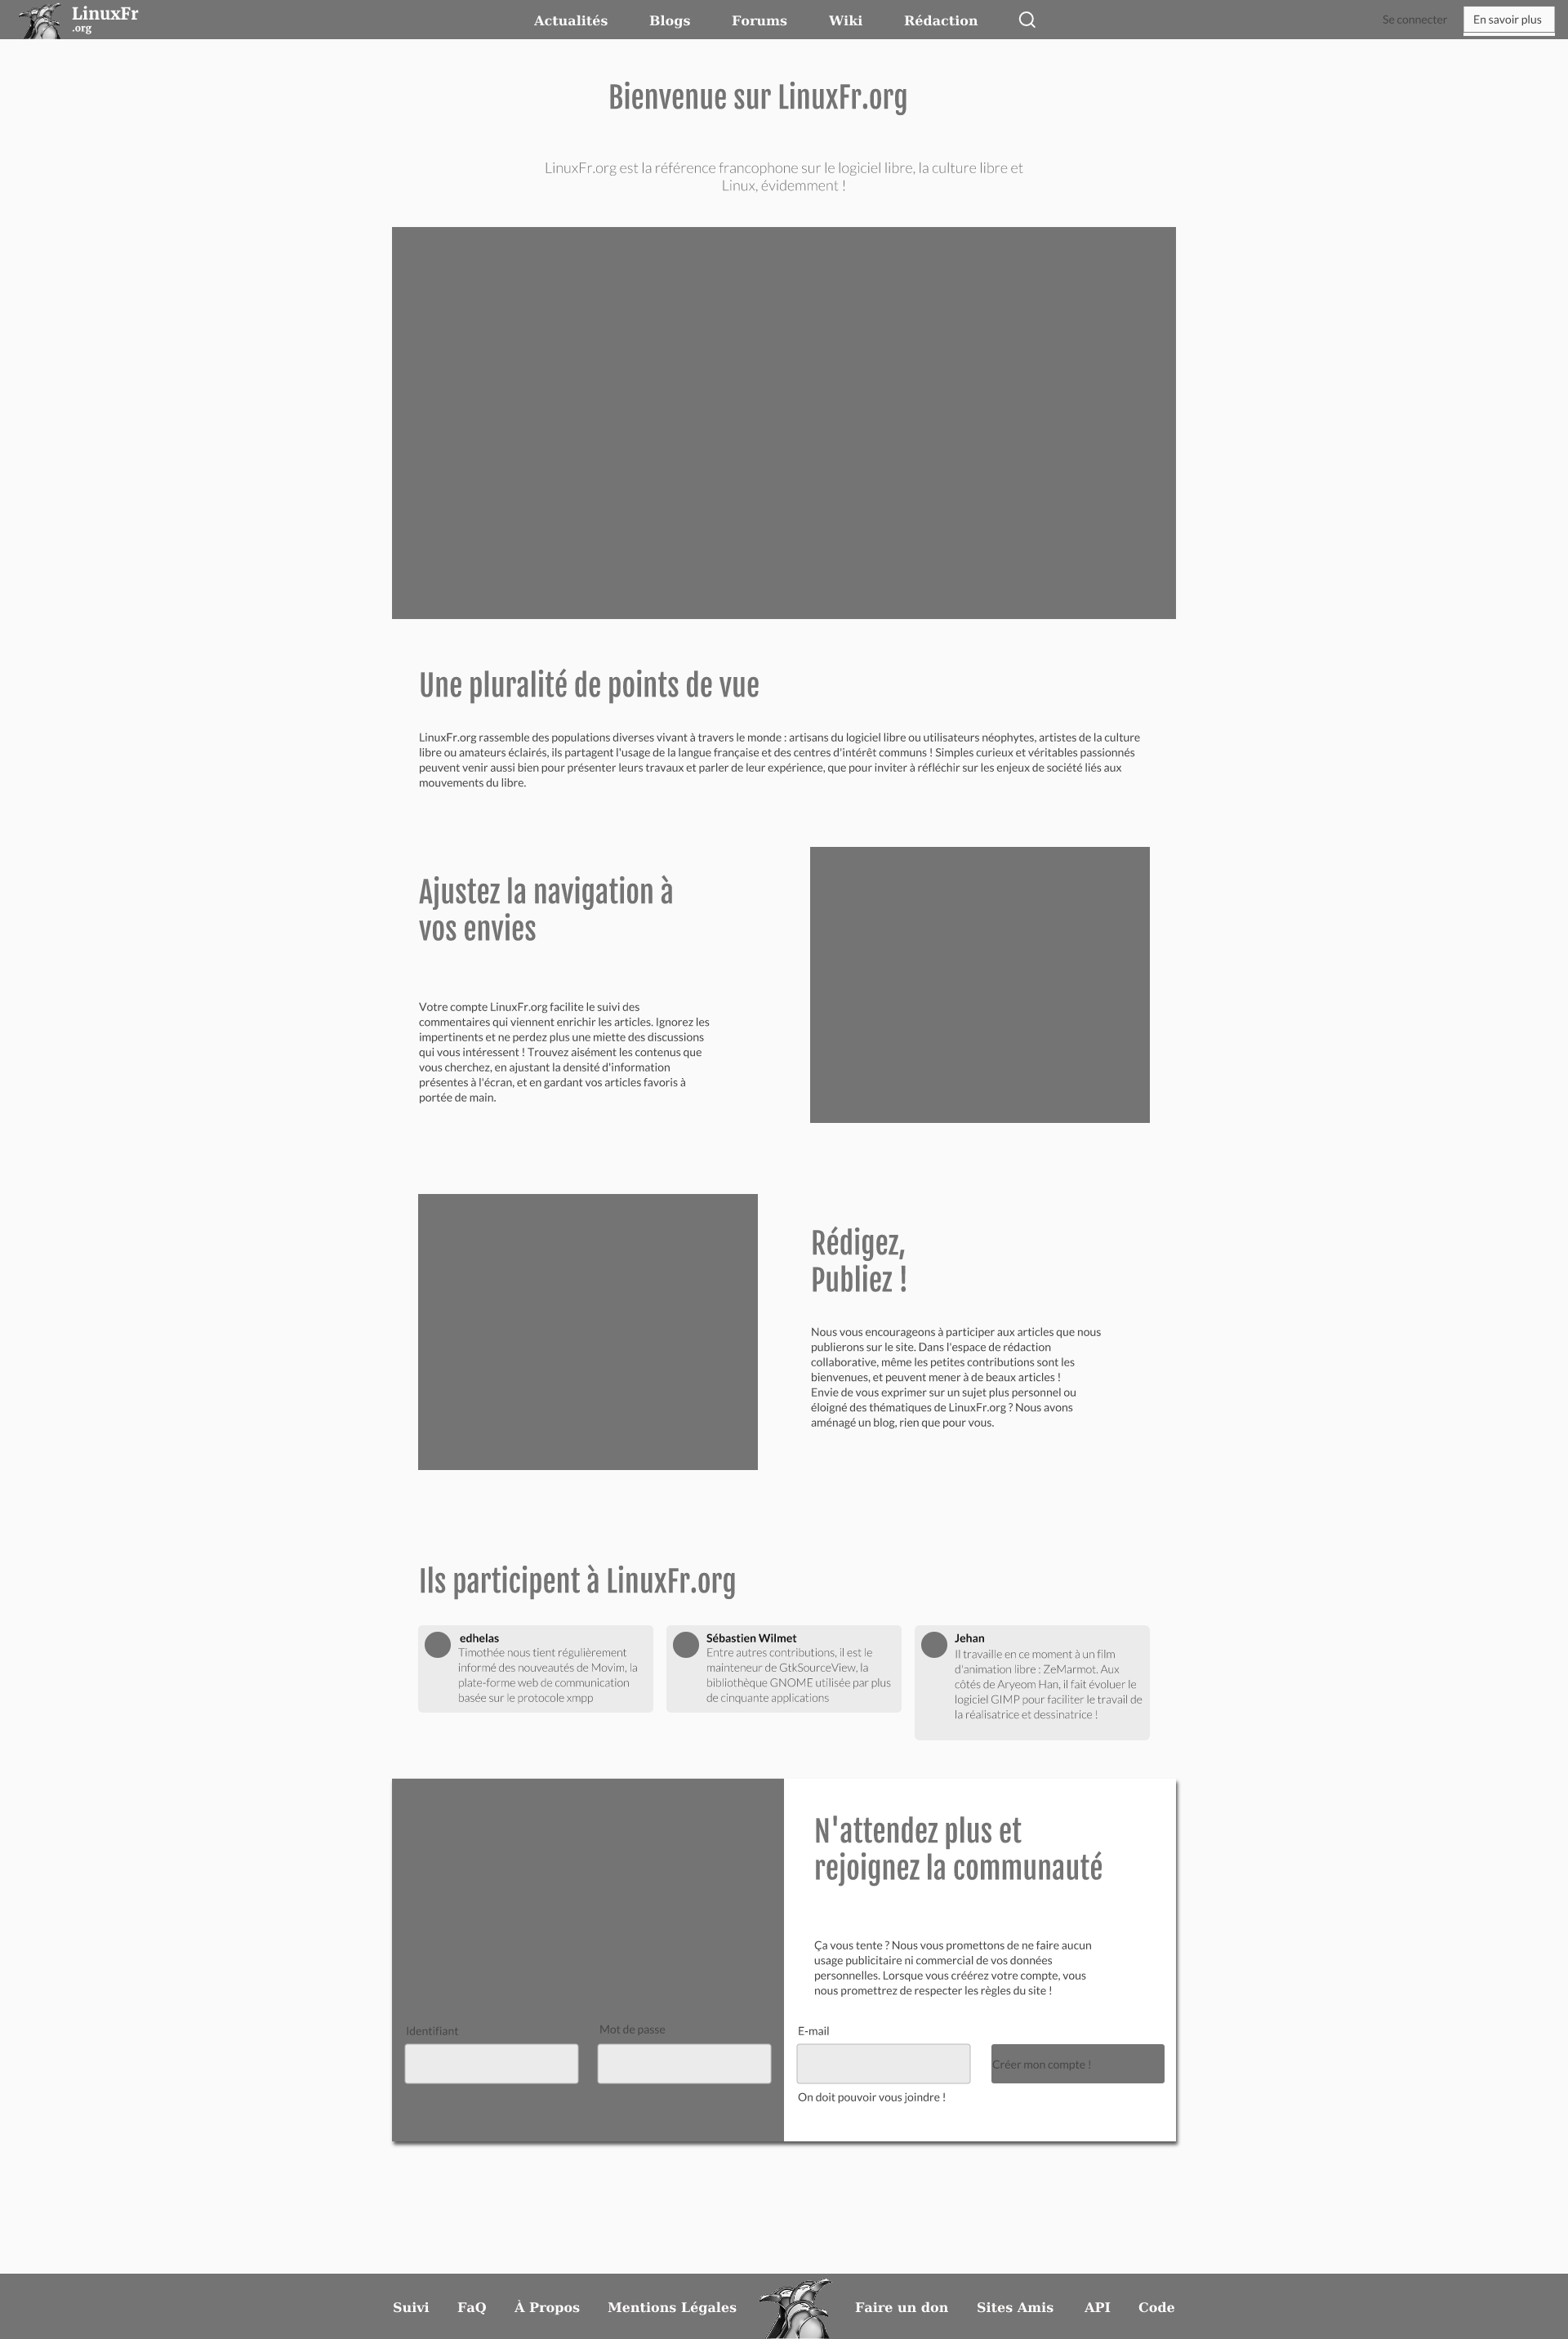 LinuxFr
.org
Actualités
Blogs
Forums
Wiki
Rédaction
Se connecter
En savoir plus
Bienvenue sur LinuxFr.org
LinuxFr.org est la référence francophone sur le logiciel libre, la culture libre et
Linux, évidemment !
Une pluralité de points de vue
LinuxFr.org rassemble des populations diverses vivant à travers le monde : artisans du logiciel libre ou utilisateurs néophytes, artistes de la culture
libre ou amateurs éclairés, ils partagent l'usage de la langue française et des centres d'intérêt communs ! Simples curieux et véritables passionnés
peuvent venir aussi bien pour présenter leurs travaux et parler de leur expérience, que pour inviter à réfléchir sur les enjeux de société liés aux
mouvements du libre.
Ajustez la navigation à
vos envies
Votre compte LinuxFr.org facilite le suivi des
commentaires qui viennent enrichir les articles. Ignorez les
impertinents et ne perdez plus une miette des discussions
qui vous intéressent ! Trouvez aisément les contenus que
vous cherchez, en ajustant la densité d'information
présentes à l'écran, et en gardant vos articles favoris à
portée de main.
Rédigez,
Publiez !
Nous vous encourageons à participer aux articles que nous
publierons sur le site. Dans l'espace de rédaction
collaborative, même les petites contributions sont les
bienvenues, et peuvent mener à de beaux articles !
Envie de vous exprimer sur un sujet plus personnel ou
éloigné des thématiques de LinuxFr.org ? Nous avons
aménagé un blog, rien que pour vous.
Ils participent à LinuxFr.org
edhelas
Timothée nous tient régulièrement
informé des nouveautés de Movim, la
plate-forme web de communication
basée sur le protocole xmpp
Sébastien Wilmet
Entre autres contributions, il est le
mainteneur de GtkSourceView, la
bibliothèque GNOME utilisée par plus
de cinquante applications
Jehan
Il travaille en ce moment à un film
d'animation libre : ZeMarmot. Aux
côtés de Aryeom Han, il fait évoluer le
logiciel GIMP pour faciliter le travail de
la réalisatrice et dessinatrice !
N'attendez plus et
rejoignez la communauté
Ça vous tente ? Nous vous promettons de ne faire aucun
usage publicitaire ni commercial de vos données
personnelles. Lorsque vous créérez votre compte, vous
nous promettrez de respecter les règles du site !
Identifiant
Mot de passe
E-mail
Créer mon compte !
On doit pouvoir vous joindre !
Suivi
FaQ
À Propos
Mentions Légales
Faire un don
Sites Amis
API
Code